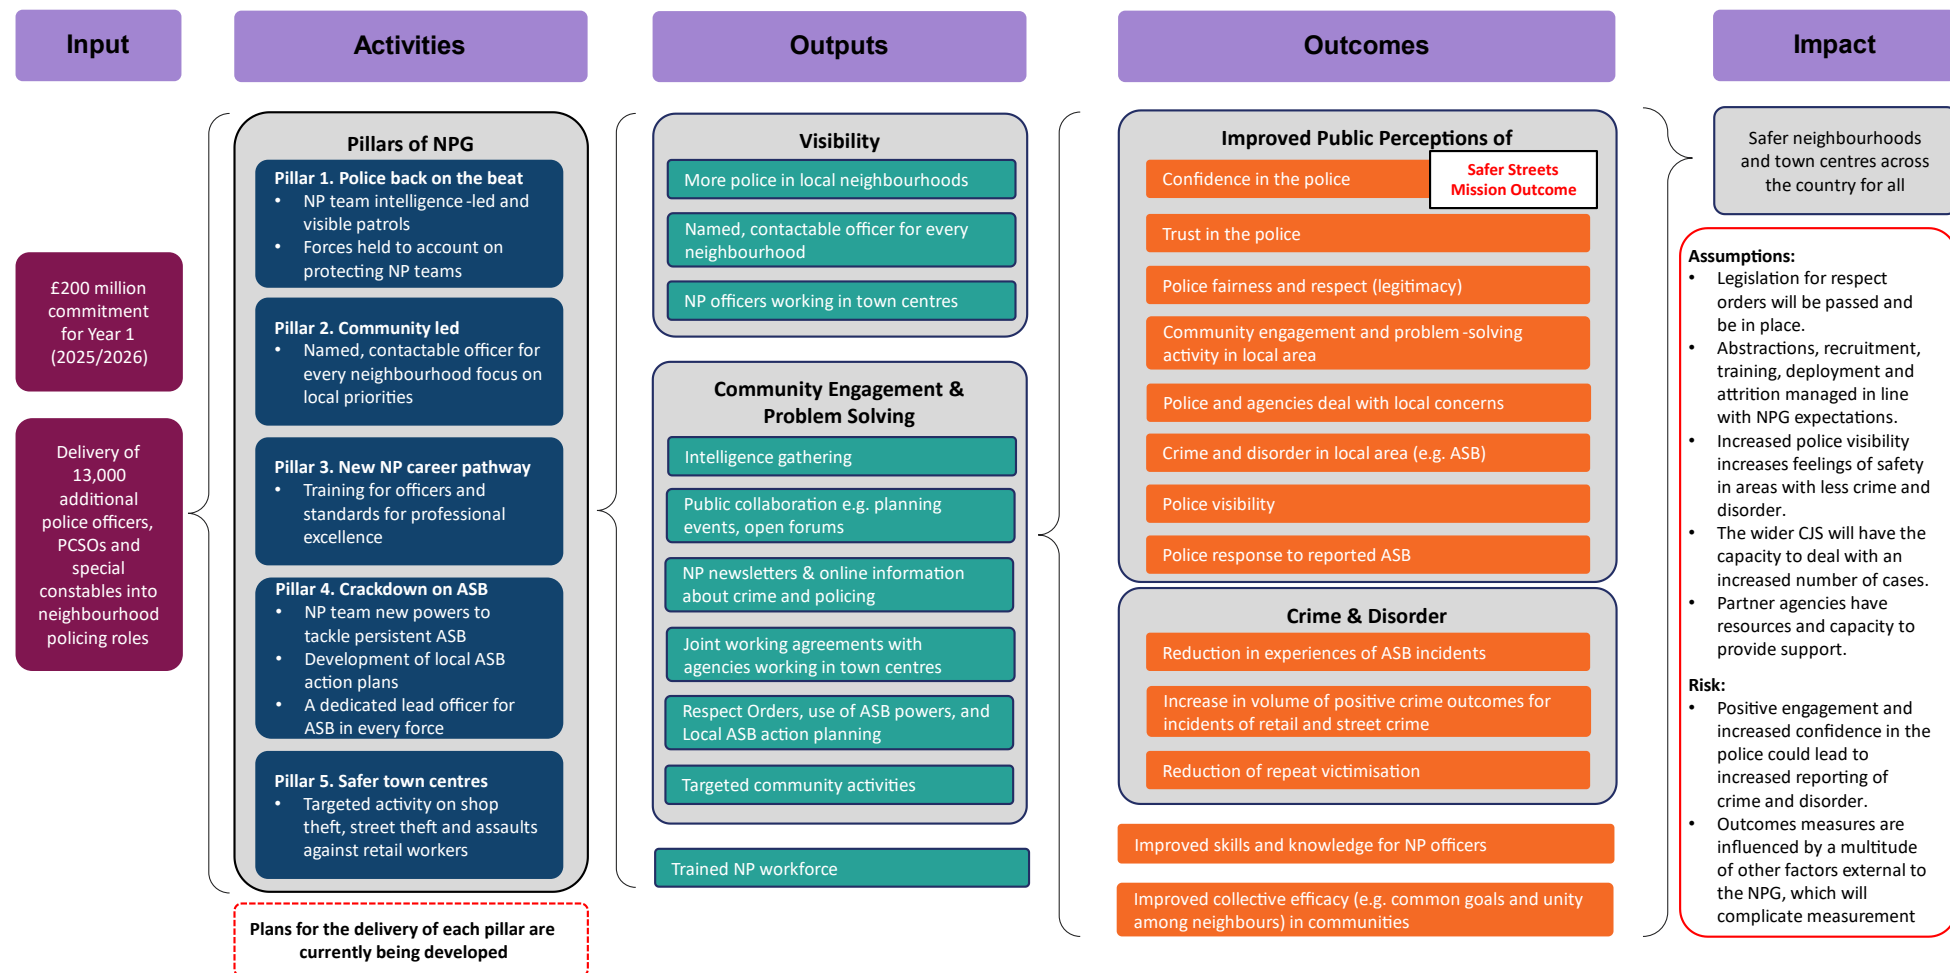 Input
Activities
Outputs
Outcomes
Impact
£200 million
commitment
for Year 1
(2025/2026)
Delivery of
13,000
additional
police officers,
PCSOs and
special
constables into
neighbourhood
policing roles
Pillars of NPG
Pillar 1. Police back on the beat
• NP team intelligence-led and
visible patrols
• Forces held to account on
protecting NP teams
Pillar 2. Community led
• Named, contactable officer for
every neighbourhood focus on
local priorities
Pillar 3. New NP career pathway
• Training for officers and
standards for professional
excellence
Pillar 4. Crackdown on ASB
• NP team new powers to
tackle persistent ASB
• Development of local ASB
action plans
• A dedicated lead officer for
ASB in every force
Pillar 5. Safer town centres
• Targeted activity on shop
theft, street theft and assaults
against retail workers
Plans for the delivery of each pillar are
currently being developed
Visibility
More police in local neighbourhoods
Named, contactable officer for every
neighbourhood
NP officers working in town centres
Community Engagement &
Problem Solving
Intelligence gathering
Public collaboration e.g. planning
events, open forums
NP newsletters & online information
about crime and policing
Joint working agreements with
agencies working in town centres
Respect Orders, use of ASB powers, and
Local ASB action planning
Targeted community activities
Trained NP workforce
Improved Public Perceptions of
Confidence in the police
Safer Streets
Mission Outcome
Trust in the police
Police fairness and respect (legitimacy)
Community engagement and problem-solving
activity in local area
Police and agencies deal with local concerns
Crime and disorder in local area (e.g. ASB)
Police visibility
Police response to reported ASB
Crime & Disorder
Reduction in experiences of ASB incidents
Increase in volume of positive crime outcomes for
incidents of retail and street crime
Reduction of repeat victimisation
Improved skills and knowledge for NP officers
Improved collective efficacy (e.g. common goals and unity
among neighbours) in communities
Safer neighbourhoods
and town centres across
the country for all
Assumptions:
• Legislation for respect
orders will be passed and
be in place.
• Abstractions, recruitment,
training, deployment and
attrition managed in line
with NPG expectations.
• Increased police visibility
increases feelings of safety
in areas with less crime and
disorder.
• The wider CJS will have the
capacity to deal with an
increased number of cases.
• Partner agencies have
resources and capacity to
provide support.
Risk:
• Positive engagement and
increased confidence in the
police could lead to
increased reporting of
crime and disorder.
• Outcomes measures are
influenced by a multitude
of other factors external to
the NPG, which will
complicate measurement